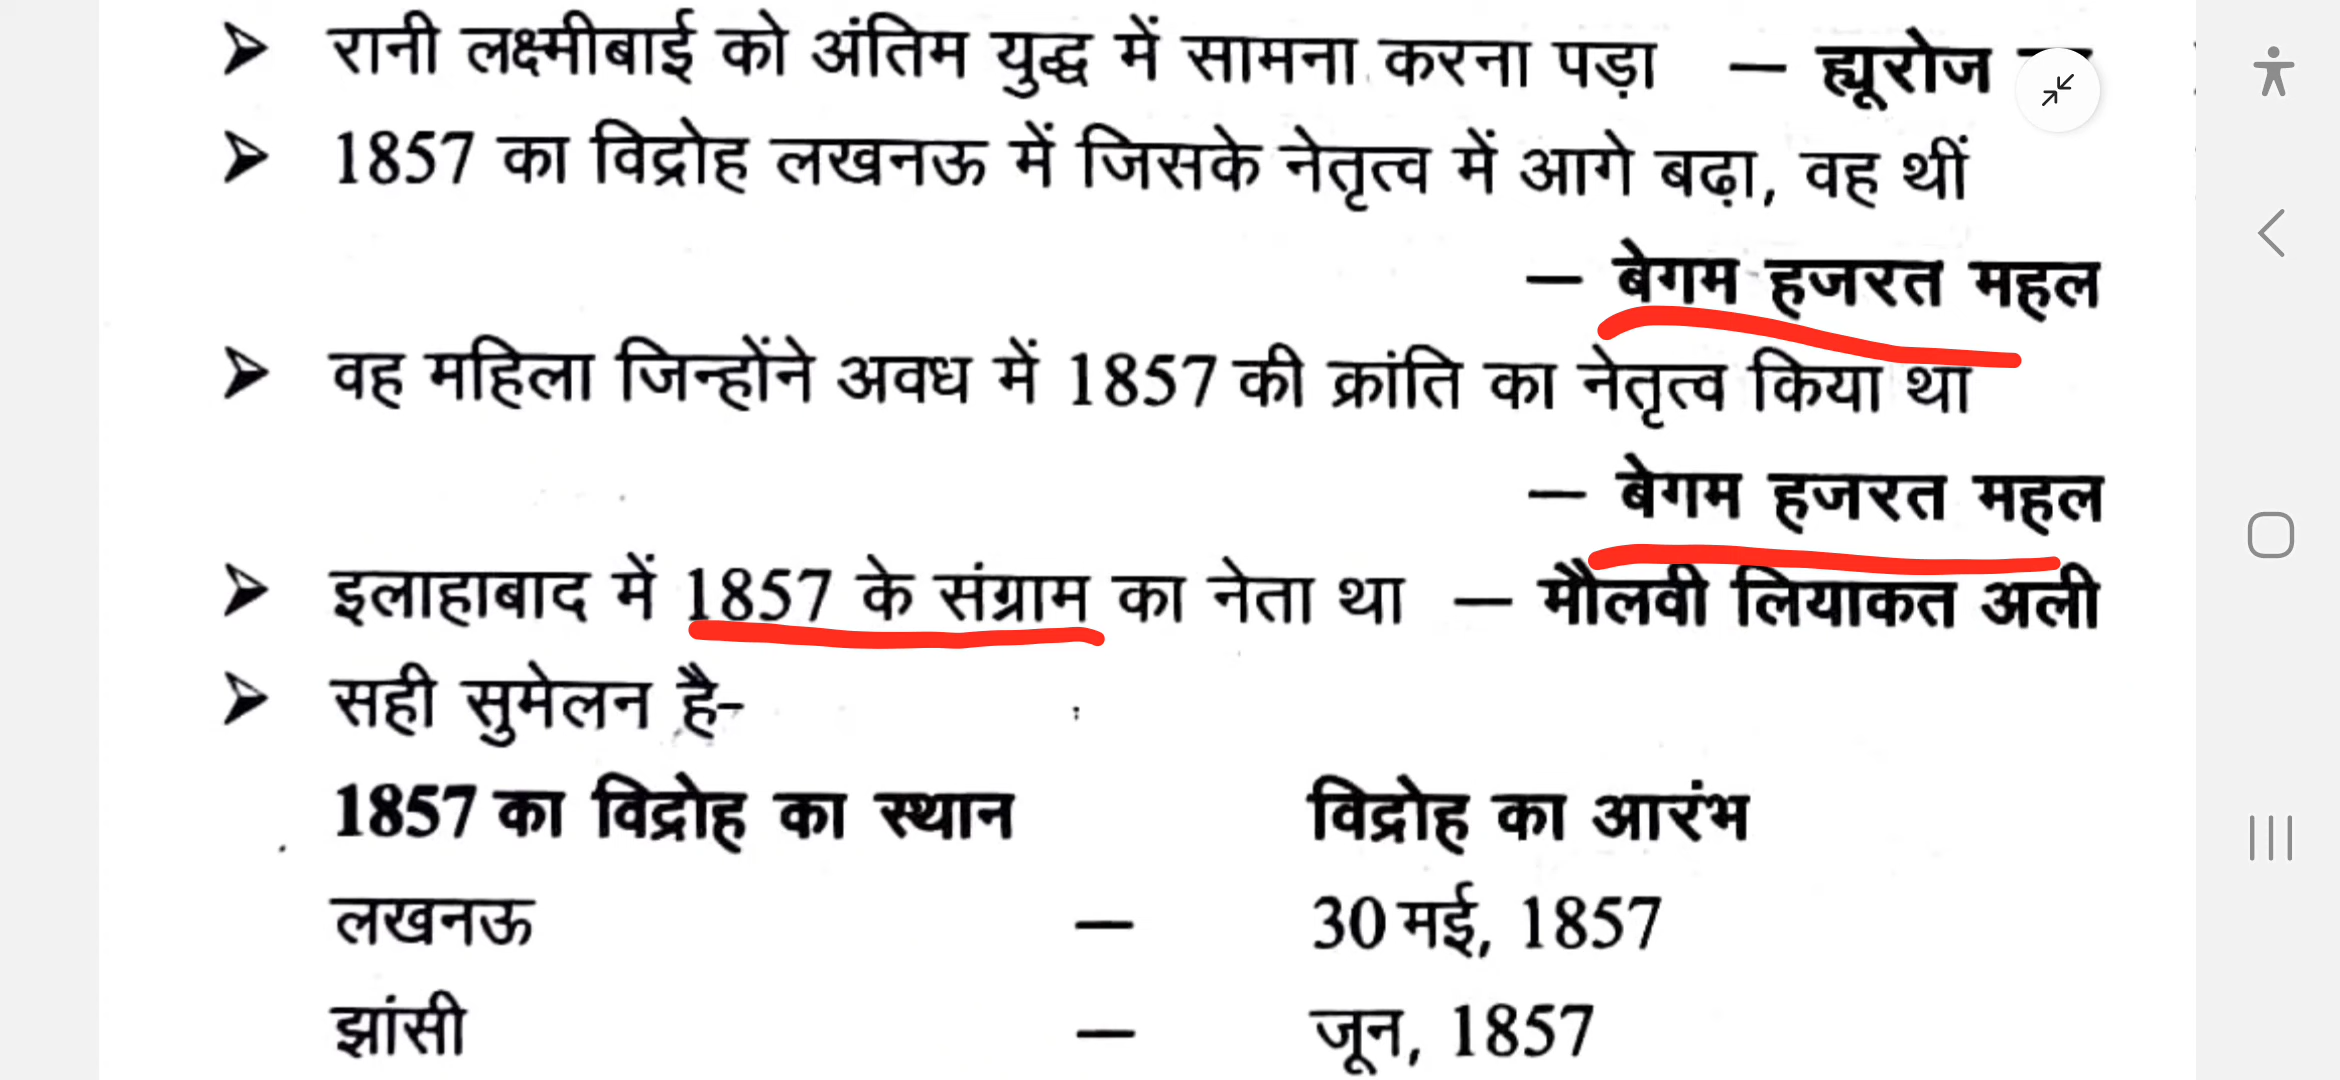 ➤ रानी लक्ष्मीबाई को अंतिम युद्ध में सामना करना पड़ा – ह्यूरोज
➤ 1857 का विद्रोह लखनऊ में जिसके नेतृत्व में आगे बढ़ा, वह थीं
– बेगम हजरत महल
➤ वह महिला जिन्होंने अवध में 1857 की क्रांति का नेतृत्व किया था
– बेगम हजरत महल
➤ इलाहाबाद में 1857 के संग्राम का नेता था – मौलवी लियाकत अली
➤ सही सुमेलन है-
1857 का विद्रोह का स्थान विद्रोह का आरंभ
लखनऊ – 30 मई, 1857
झांसी – जून, 1857